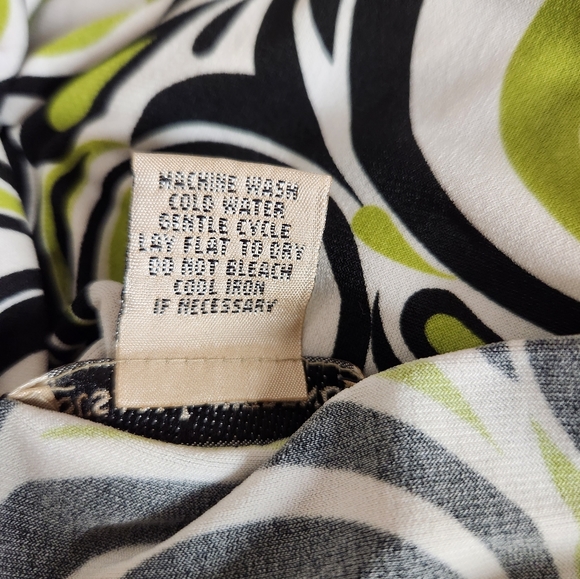 MACHINE WASH
COLD WATER
GENTLE CYCLE
LAY FLAT TO DRY
DO NOT BLEACH
COOL IRON
IF NECESSARY